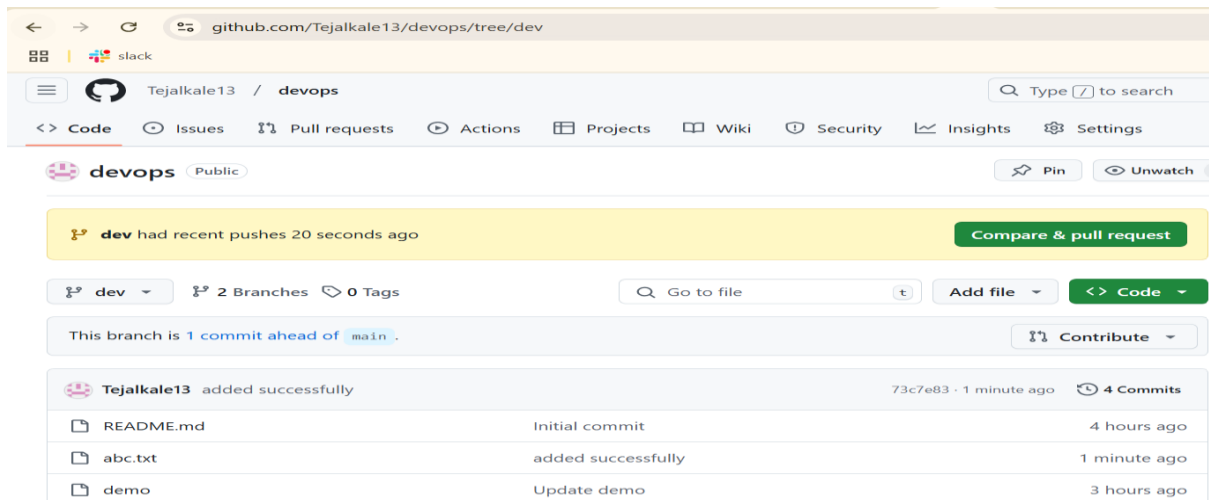 github.com/Tejalkale13/devops/tree/dev
slack
Tejalkale13 / devops Type / to search
<> Code Issues Pull requests Actions Projects Wiki Security Insights Settings
devops Public Pin Unwatch
dev had recent pushes 20 seconds ago Compare & pull request
dev 2 Branches 0 Tags Go to file t Add file <> Code
This branch is 1 commit ahead of main . Contribute
Tejalkale13 added successfully 73c7e83 · 1 minute ago 4 Commits
README.md Initial commit 4 hours ago
abc.txt added successfully 1 minute ago
demo Update demo 3 hours ago